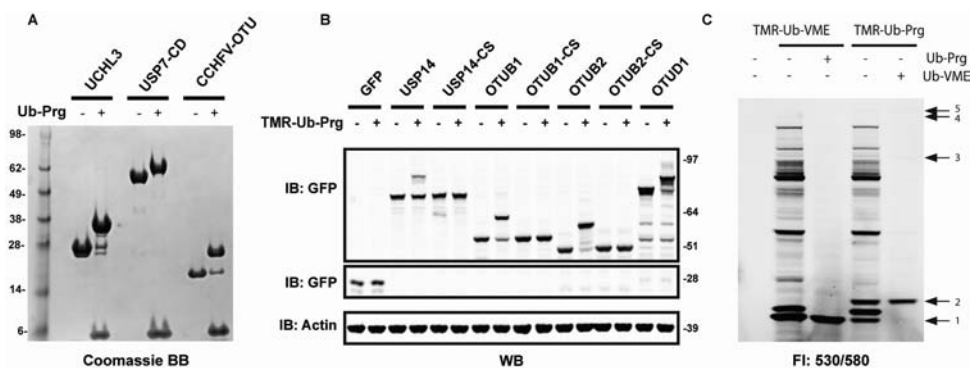 A
UCHL3
USP7-CD
CCHFV-OTU
Ub-Prg - + - + - +
98-
62-
49-
38-
28-
14-
6-
Coomassie BB
B
GFP
USP14
USP14-CS
OTUB1
OTUB1-CS
OTUB2
OTUB2-CS
OTUD1
TMR-Ub-Prg - + - + - + - + - + - + - + - +
IB: GFP
-97
-64
-51
IB: GFP
-28
IB: Actin
-39
WB
C
TMR-Ub-VME TMR-Ub-Prg
- - + - - Ub-Prg
- - - - + Ub-VME
5
4
3
2
1
FI: 530/580